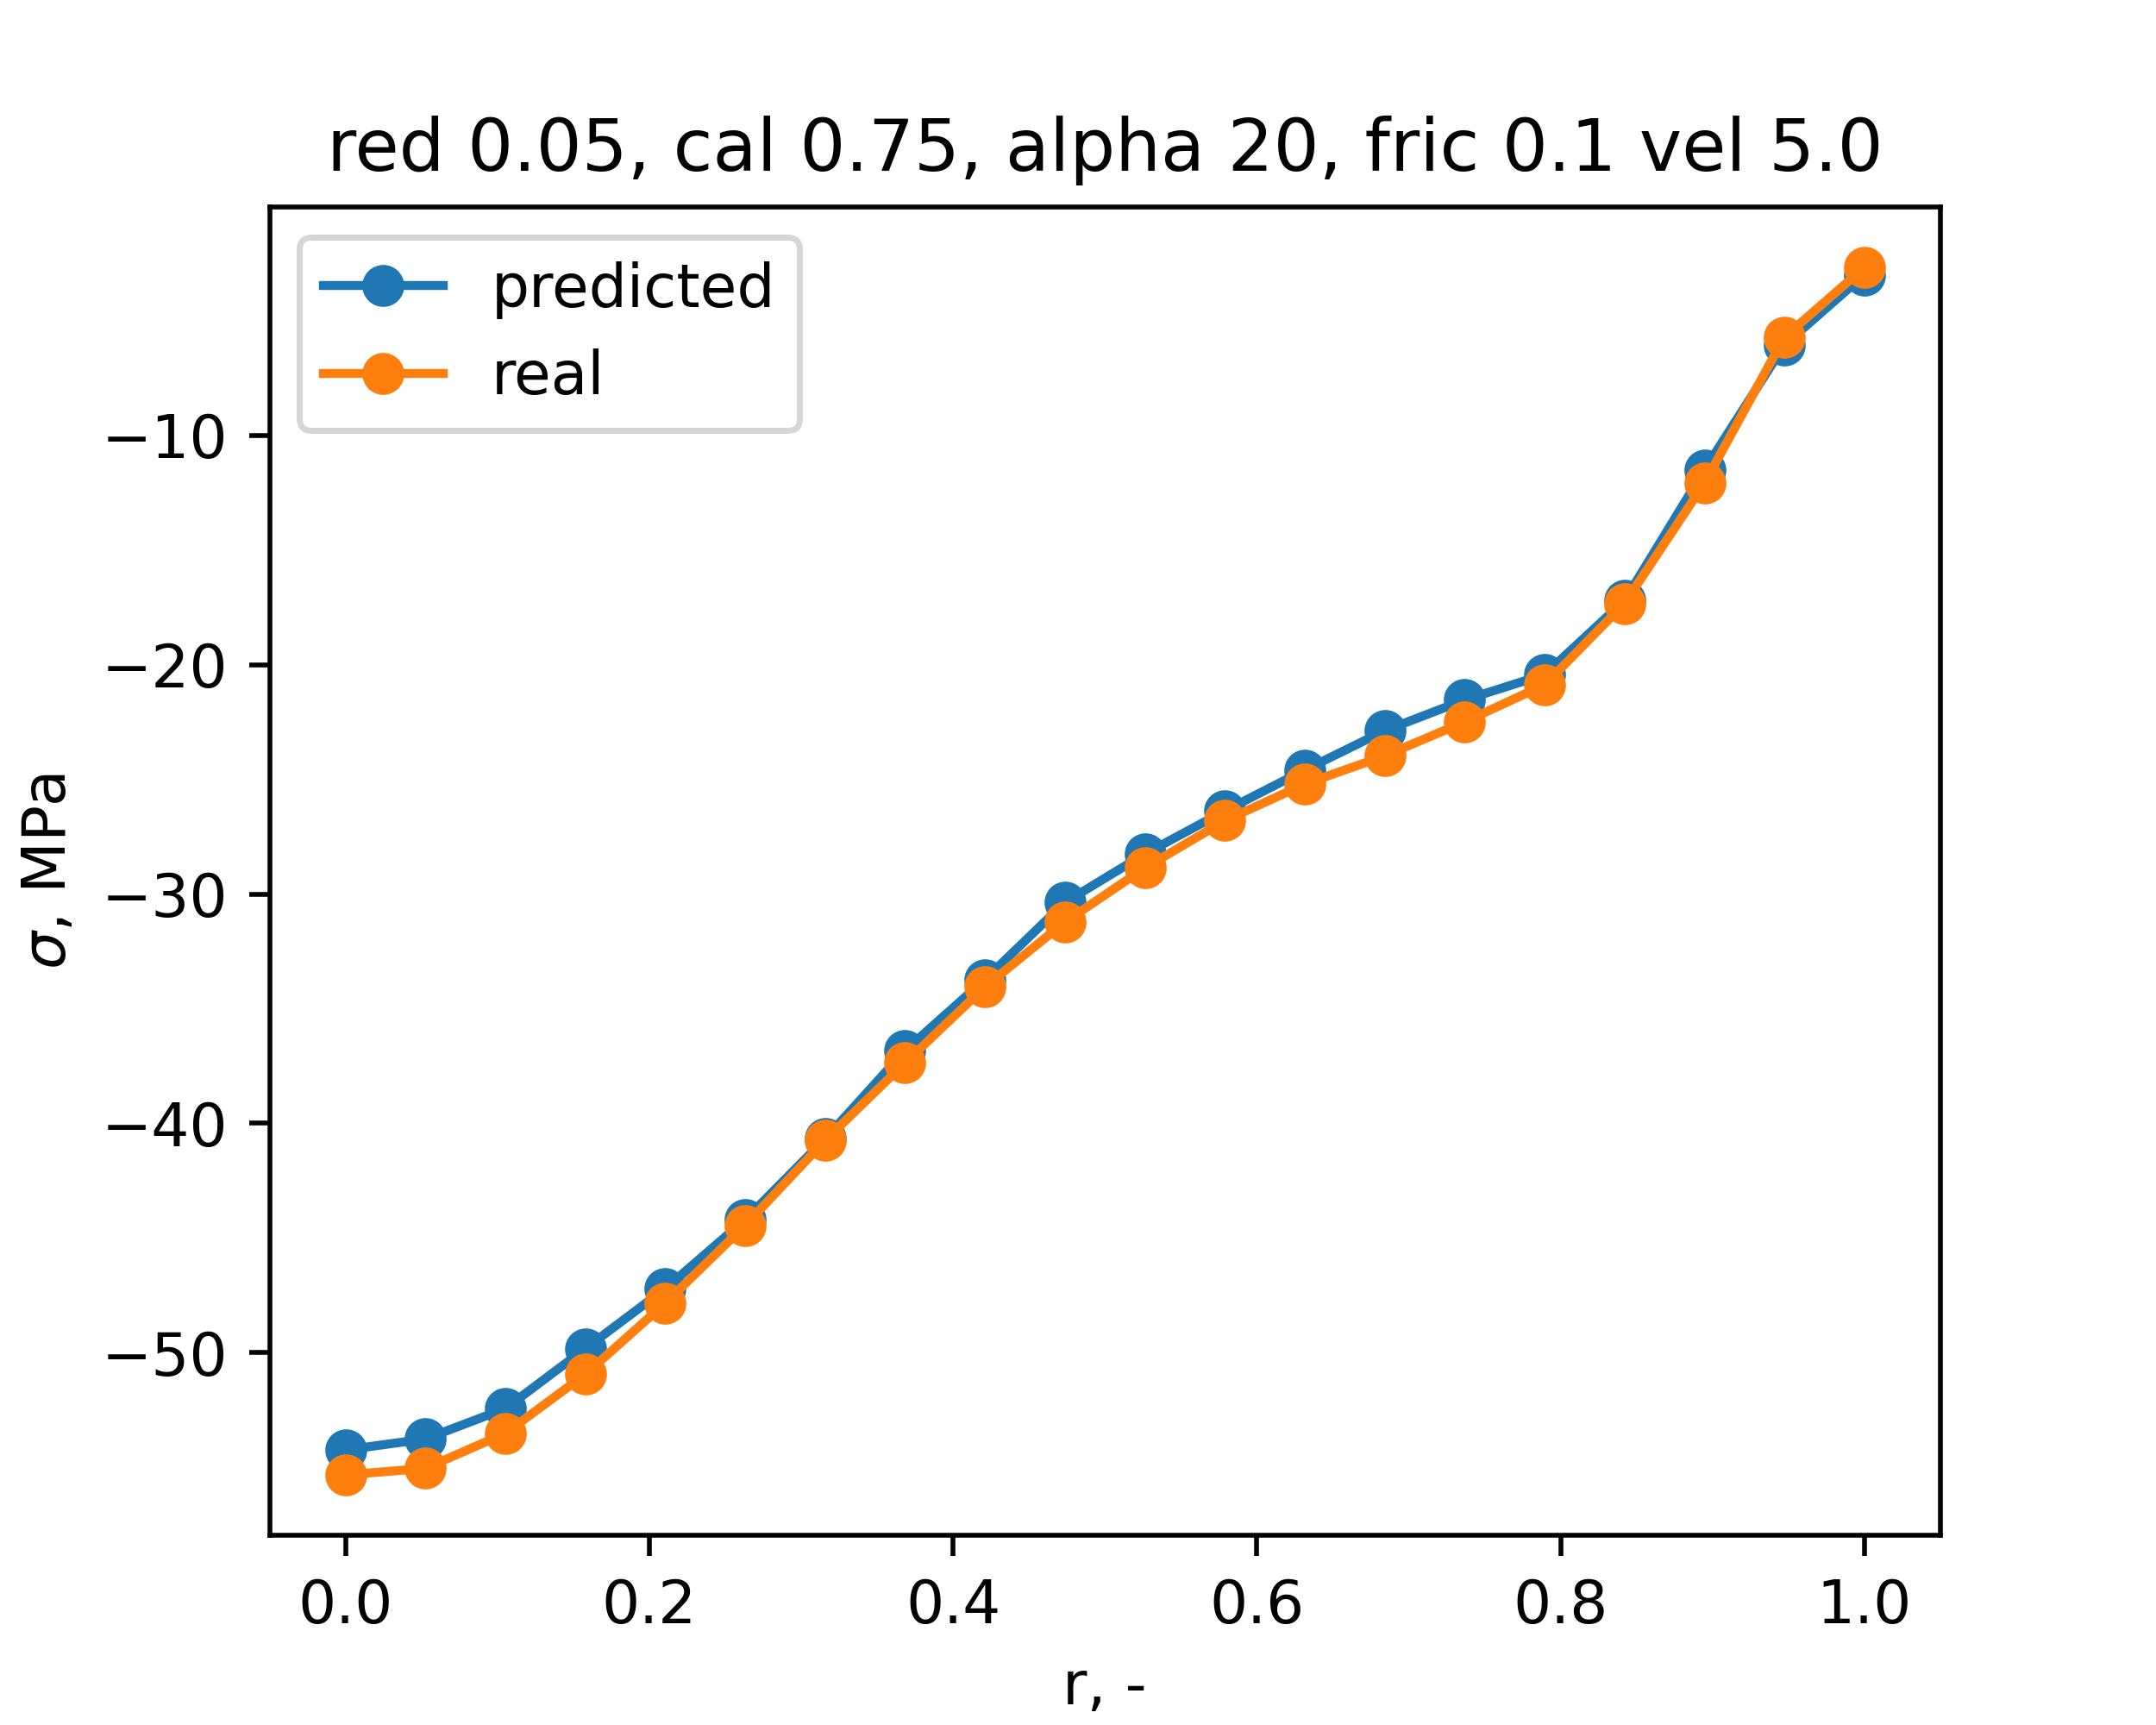 red 0.05, cal 0.75, alpha 20, fric 0.1 vel 5.0
predicted
real
−10
−20
−30
−40
−50
σ, MPa
0.0 0.2 0.4 0.6 0.8 1.0
r, -